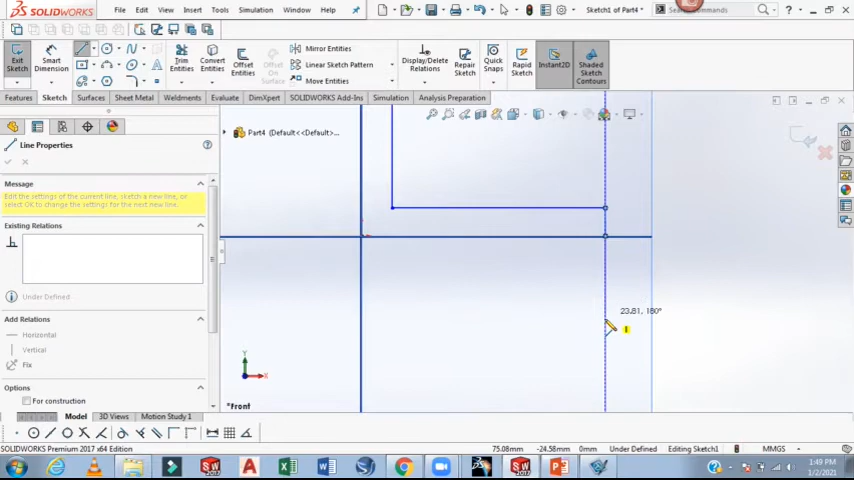 SOLIDWORKS
File Edit View Insert Tools Simulation Window Help
Sketch1 of Part4 *
Search Commands
Exit Sketch
Smart Dimension
Trim Entities
Convert Entities
Offset Entities
Offset On Surface
Mirror Entities
Linear Sketch Pattern
Move Entities
Display/Delete Relations
Repair Sketch
Quick Snaps
Rapid Sketch
Instant2D
Shaded Sketch Contours
Features Sketch Surfaces Sheet Metal Weldments Evaluate DimXpert SOLIDWORKS Add-Ins Simulation Analysis Preparation
Part4 (Default<<Default>...
Line Properties
Message
Edit the settings of the current line, sketch a new line, or
select OK to change the settings for the next new line.
Existing Relations
Under Defined
Add Relations
Horizontal
Vertical
Fix
Options
For construction
23.81, 180°
Y
X
*Front
Model 3D Views Motion Study 1
SOLIDWORKS Premium 2017 x64 Edition
75.08mm -24.58mm Under Defined Editing Sketch1 MMGS
1:49 PM
1/2/2021